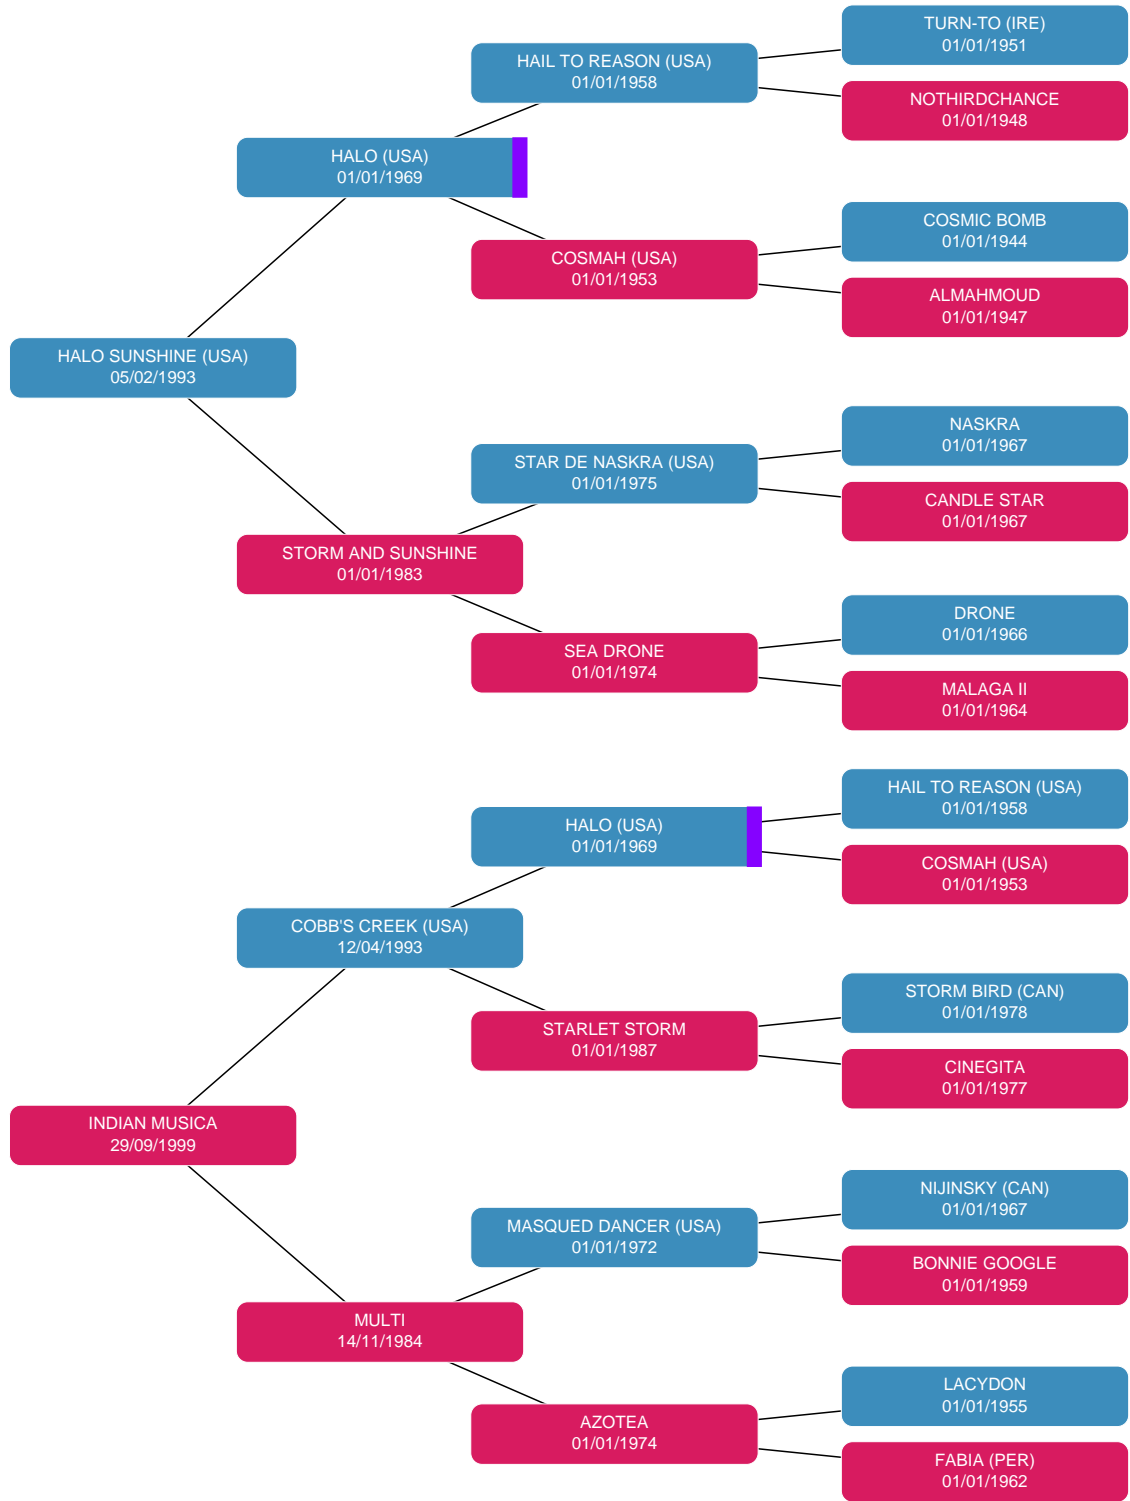 TURN-TO (IRE)
01/01/1951
HAIL TO REASON (USA)
01/01/1958
NOTHIRDCHANCE
01/01/1948
HALO (USA)
01/01/1969
COSMIC BOMB
01/01/1944
COSMAH (USA)
01/01/1953
ALMAHMOUD
01/01/1947
HALO SUNSHINE (USA)
05/02/1993
NASKRA
01/01/1967
STAR DE NASKRA (USA)
01/01/1975
CANDLE STAR
01/01/1967
STORM AND SUNSHINE
01/01/1983
DRONE
01/01/1966
SEA DRONE
01/01/1974
MALAGA II
01/01/1964
HAIL TO REASON (USA)
01/01/1958
HALO (USA)
01/01/1969
COSMAH (USA)
01/01/1953
COBB'S CREEK (USA)
12/04/1993
STORM BIRD (CAN)
01/01/1978
STARLET STORM
01/01/1987
CINEGITA
01/01/1977
INDIAN MUSICA
29/09/1999
NIJINSKY (CAN)
01/01/1967
MASQUED DANCER (USA)
01/01/1972
BONNIE GOOGLE
01/01/1959
MULTI
14/11/1984
LACYDON
01/01/1955
AZOTEA
01/01/1974
FABIA (PER)
01/01/1962